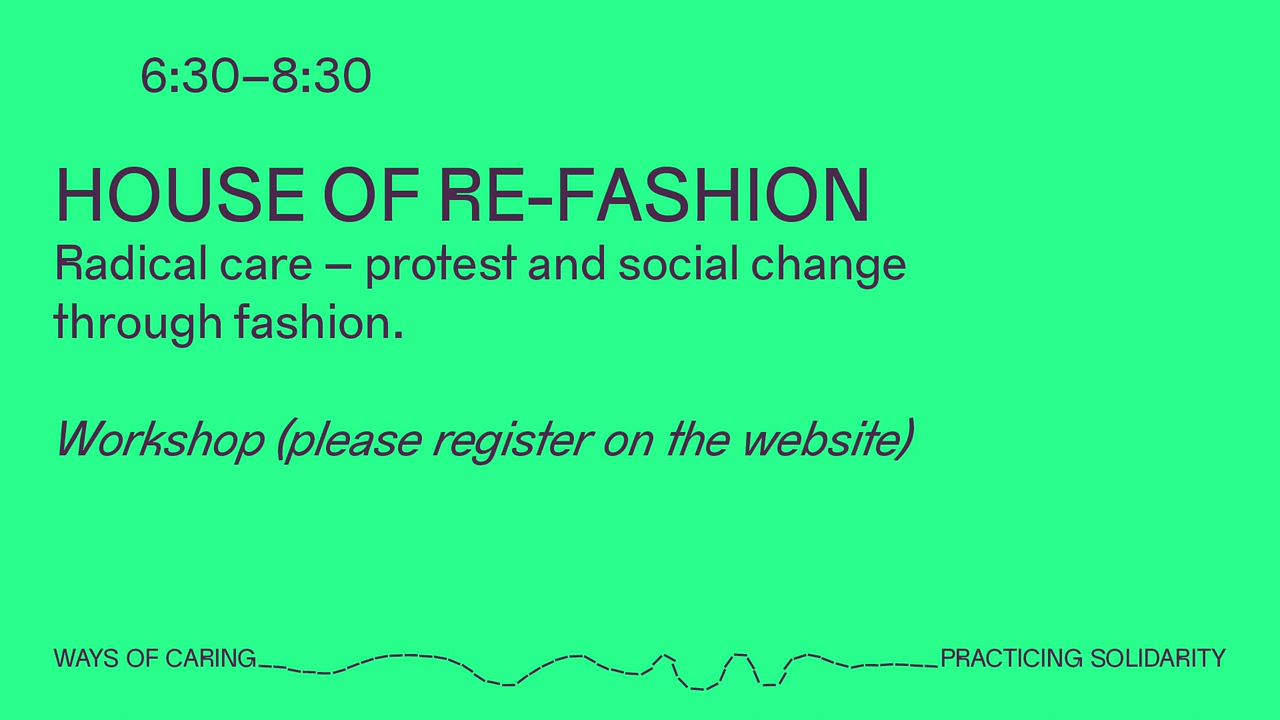 6:30–8:30
HOUSE OF RE-FASHION
Radical care – protest and social change
through fashion.
Workshop (please register on the website)
WAYS OF CARING
PRACTICING SOLIDARITY